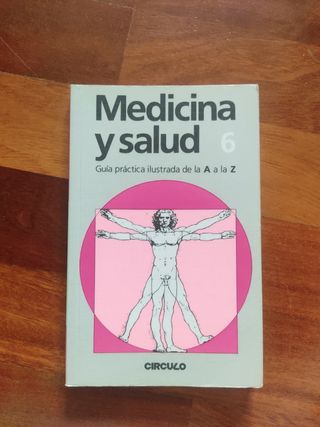 Medicina
y salud 6
Guía práctica ilustrada de la A a la Z
CIRCULO